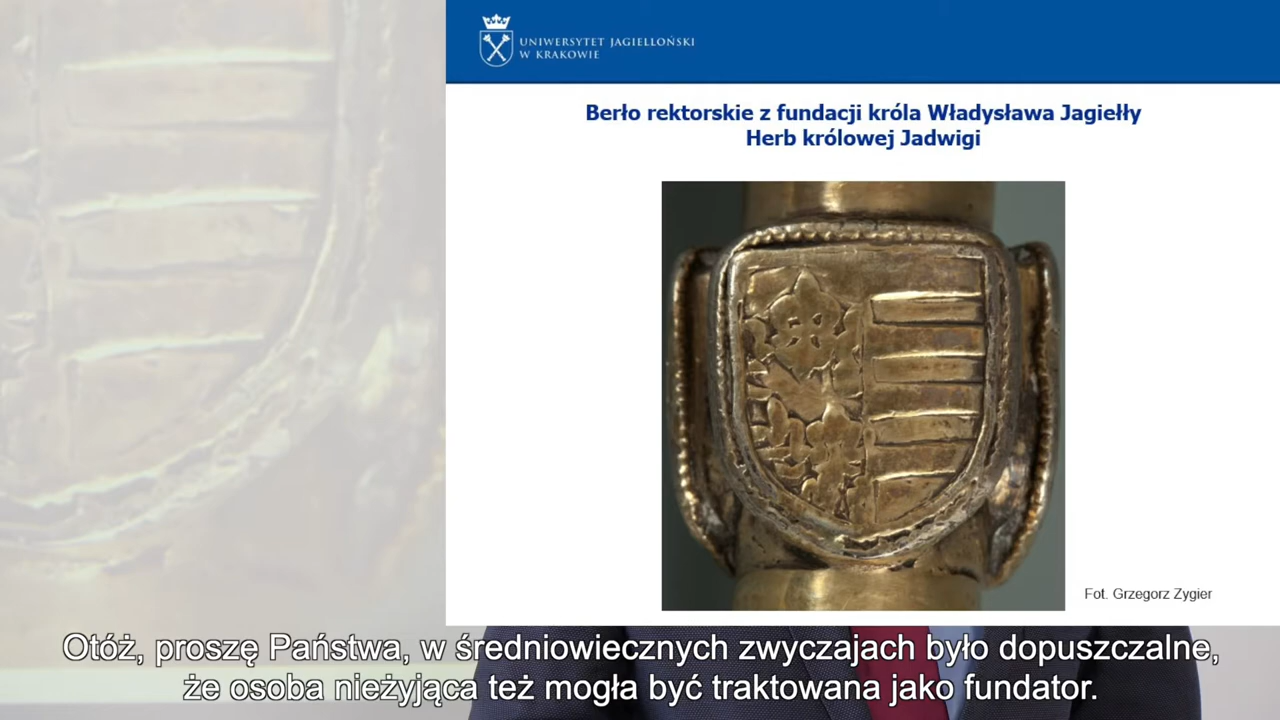 UNIWERSYTET JAGIELLOŃSKI
W KRAKOWIE
Berło rektorskie z fundacji króla Władysława Jagiełły
Herb królowej Jadwigi
Fot. Grzegorz Zygier
Otóż, proszę Państwa, w średniowiecznych zwyczajach było dopuszczalne,
że osoba nieżyjąca też mogła być traktowana jako fundator.